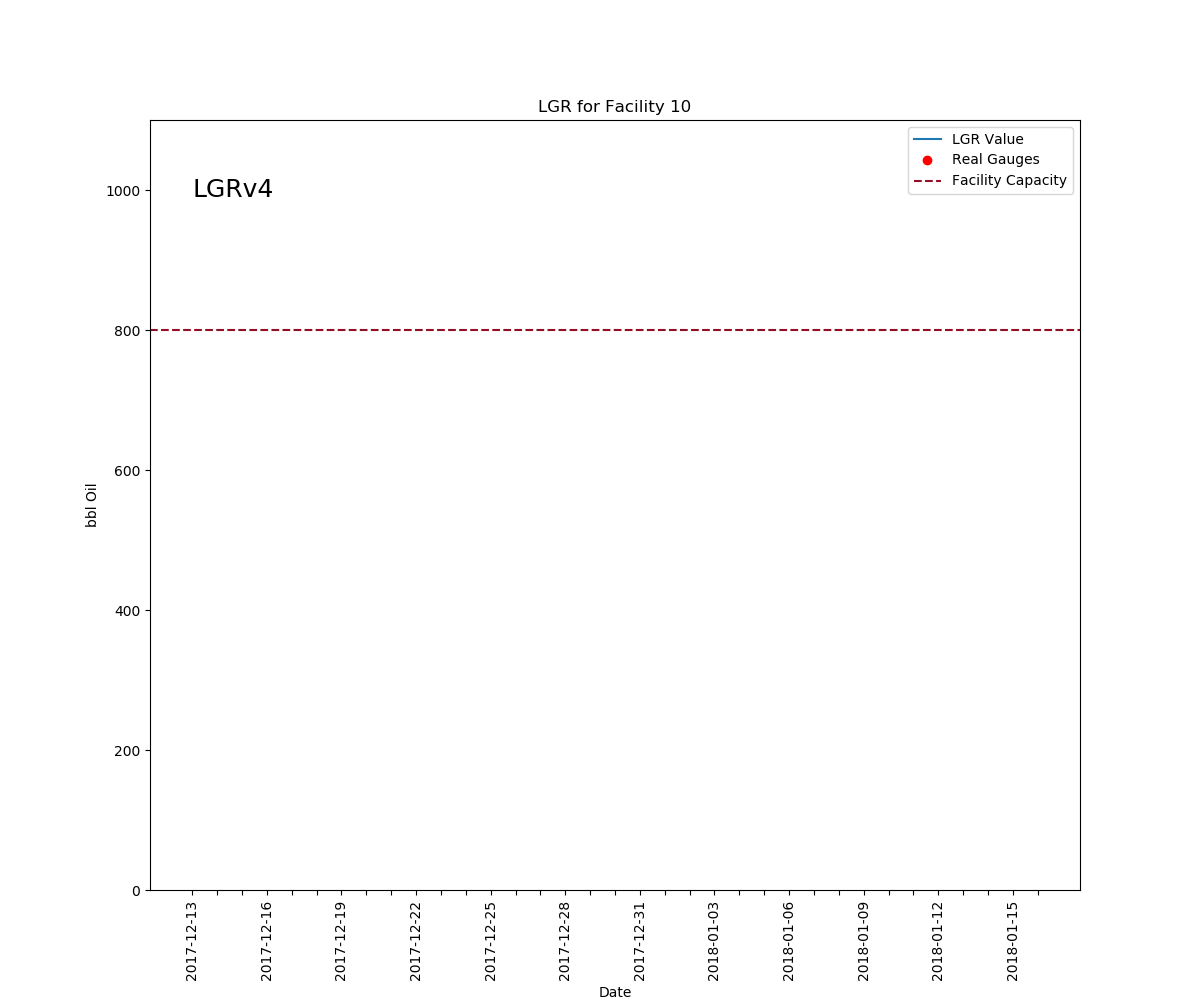 LGR for Facility 10
LGR Value
Real Gauges
Facility Capacity
LGRv4
1000
800
600
400
200
0
bbl Oil
2017-12-13
2017-12-16
2017-12-19
2017-12-22
2017-12-25
2017-12-28
2017-12-31
2018-01-03
2018-01-06
2018-01-09
2018-01-12
2018-01-15
Date